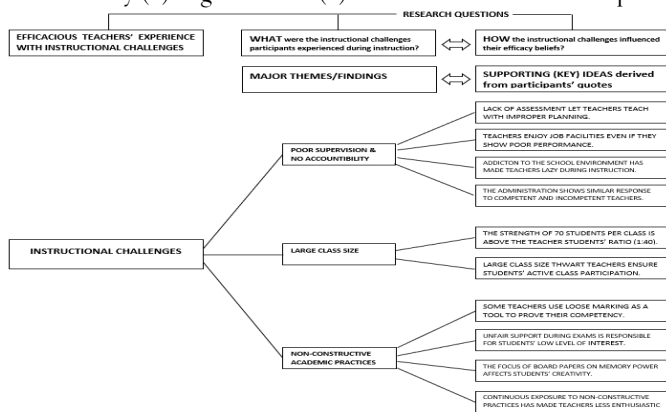 RESEARCH QUESTIONS
EFFICACIOUS TEACHERS' EXPERIENCE
WITH INSTRUCTIONAL CHALLENGES
WHAT were the instructional challenges
participants experienced during instruction?
HOW the instructional challenges influenced
their efficacy beliefs?
MAJOR THEMES/FINDINGS
SUPPORTING (KEY) IDEAS derived
from participants' quotes
INSTRUCTIONAL CHALLENGES
POOR SUPERVISION &
NO ACCOUNTIBILITY
LACK OF ASSESSMENT LET TEACHERS TEACH
WITH IMPROPER PLANNING.
TEACHERS ENJOY JOB FACILITIES EVEN IF THEY
SHOW POOR PERFORMANCE.
ADDICTON TO THE SCHOOL ENVIRONMENT HAS
MADE TEACHERS LAZY DURING INSTRUCTION.
THE ADMINISTRATION SHOWS SIMILAR RESPONSE
TO COMPETENT AND INCOMPETENT TEACHERS.
LARGE CLASS SIZE
THE STRENGTH OF 70 STUDENTS PER CLASS IS
ABOVE THE TEACHER STUDENTS' RATIO (1:40).
LARGE CLASS SIZE THWART TEACHERS ENSURE
STUDENTS' ACTIVE CLASS PARTICIPATION.
NON-CONSTRUCTIVE
ACADEMIC PRACTICES
SOME TEACHERS USE LOOSE MARKING AS A
TOOL TO PROVE THEIR COMPETENCY.
UNFAIR SUPPORT DURING EXAMS IS RESPONSIBLE
FOR STUDENTS' LOW LEVEL OF INTEREST.
THE FOCUS OF BOARD PAPERS ON MEMORY POWER
AFFECTS STUDENTS' CREATIVITY.
CONTINUOUS EXPOSURE TO NON-CONSTRUCTIVE
PRACTICES HAS MADE TEACHERS LESS ENTHUSIASTIC